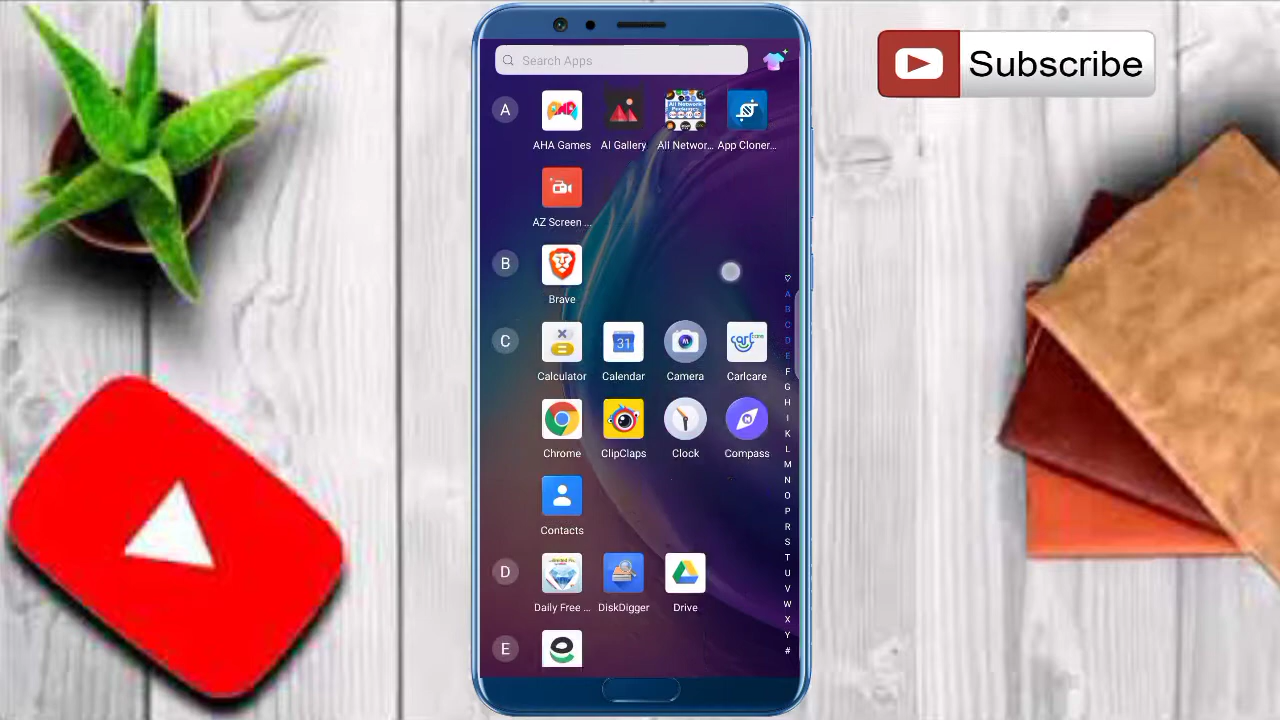 Search Apps
Subscribe
A
AHA Games
AI Gallery
All Networ...
App Cloner...
AZ Screen ...
B
Brave
C
Calculator
31
Calendar
Camera
Carlcare
Chrome
ClipClaps
Clock
Compass
Contacts
D
Daily Free ...
DiskDigger
Drive
E
A
B
C
D
E
F
G
H
I
K
L
M
N
O
P
R
S
T
U
V
W
X
Y
#